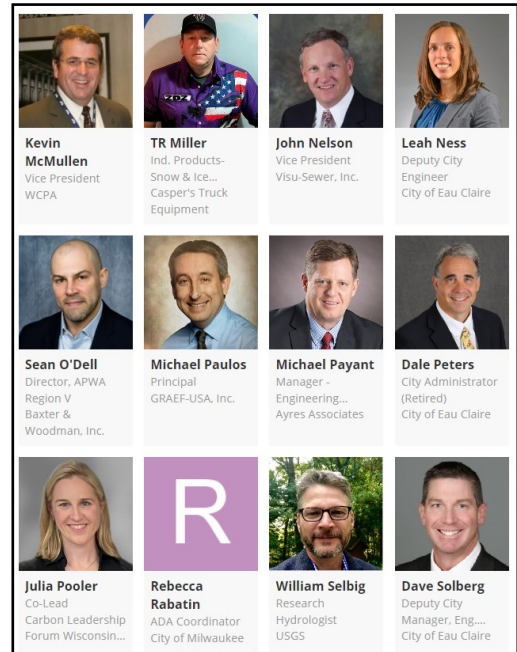 Kevin
McMullen
Vice President
WCPA
TR Miller
Ind. Products-
Snow & Ice...
Casper's Truck
Equipment
John Nelson
Vice President
Visu-Sewer, Inc.
Leah Ness
Deputy City
Engineer
City of Eau Claire
Sean O'Dell
Director, APWA
Region V
Baxter &
Woodman, Inc.
Michael Paulos
Principal
GRAEF-USA, Inc.
Michael Payant
Manager -
Engineering...
Ayres Associates
Dale Peters
City Administrator
(Retired)
City of Eau Claire
R
Julia Pooler
Co-Lead
Carbon Leadership
Forum Wisconsin...
Rebecca
Rabatin
ADA Coordinator
City of Milwaukee
William Selbig
Research
Hydrologist
USGS
Dave Solberg
Deputy City
Manager, Eng....
City of Eau Claire